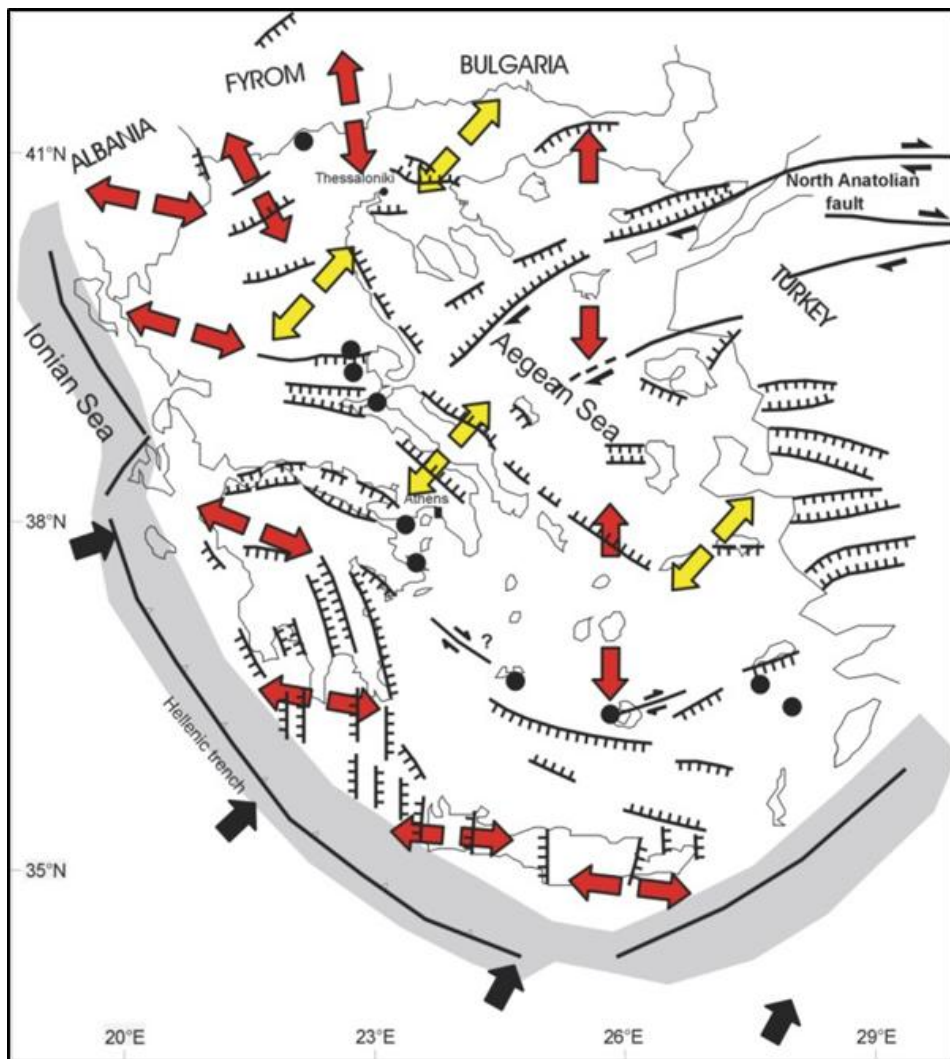 BULGARIA
FYROM
ALBANIA
41°N
Thessaloniki
North Anatolian
fault
TURKEY
Ionian Sea
Aegean Sea
Athens
38°N
?
Hellenic trench
35°N
20°E
23°E
26°E
29°E